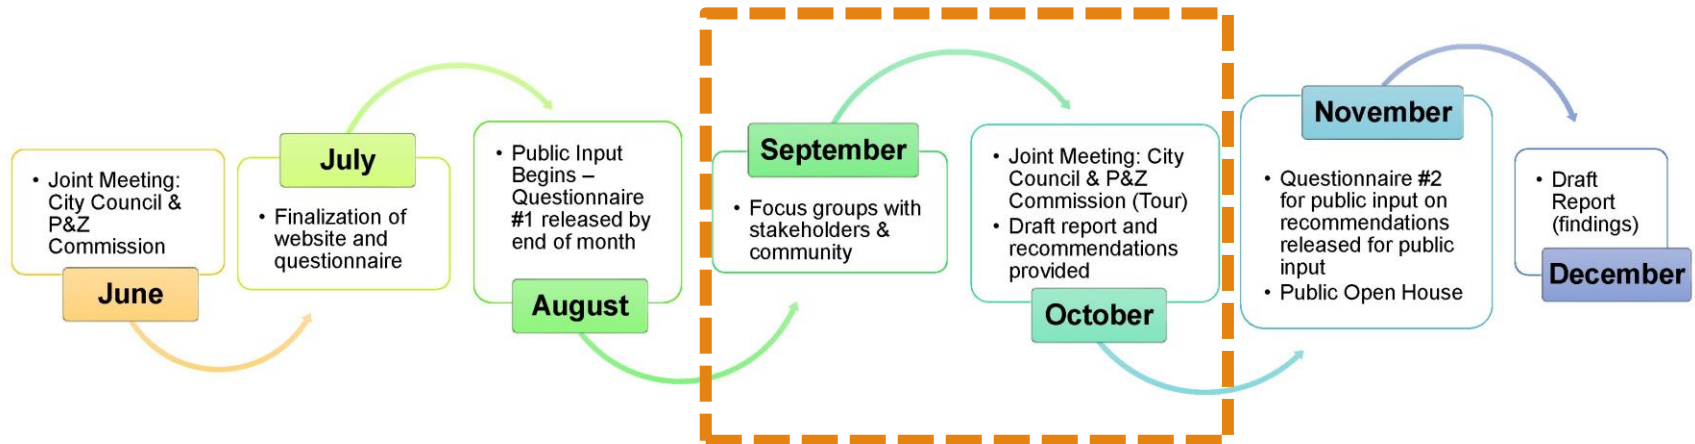 • Joint Meeting:
City Council &
P&Z
Commission
June
July
• Finalization of
website and
questionnaire
• Public Input
Begins –
Questionnaire
#1 released by
end of month
August
September
• Focus groups with
stakeholders &
community
• Joint Meeting: City
Council & P&Z
Commission (Tour)
• Draft report and
recommendations
provided
October
November
• Questionnaire #2
for public input on
recommendations
released for public
input
• Public Open House
• Draft
Report
(findings)
December